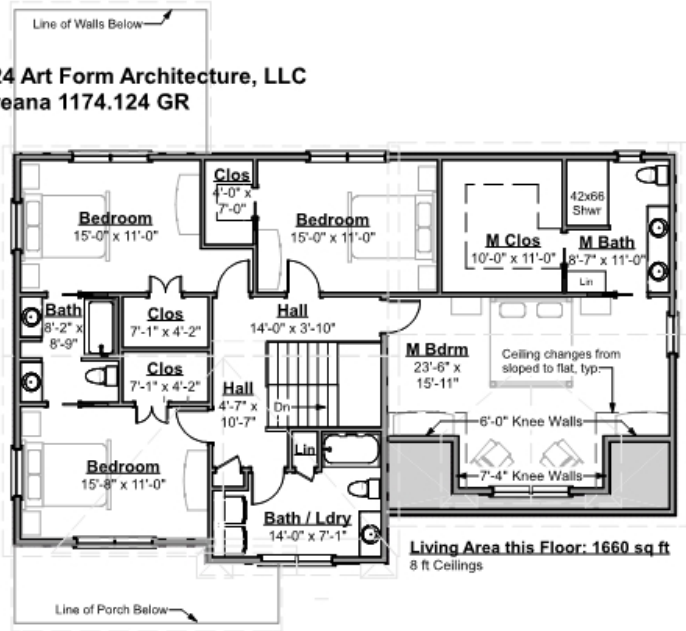 Line of Walls Below
24 Art Form Architecture, LLC
eana 1174.124 GR
Clos
4'-0" x
7'-0"
42x66
Shwr
Bedroom
15'-0" x 11'-0"
Bedroom
15'-0" x 11'-0"
M Clos
10'-0" x 11'-0"
M Bath
8'-7" x 11'-0"
Lin
Bath
8'-2" x
8'-9"
Clos
7'-1" x 4'-2"
Hall
14'-0" x 3'-10"
M Bdrm
23'-6" x
15'-11"
Ceiling changes from
sloped to flat, typ.
Clos
7'-1" x 4'-2"
Hall
4'-7" x
10'-7"
Dn
6'-0" Knee Walls
Lin
Bedroom
15'-8" x 11'-0"
7'-4" Knee Walls
Bath / Ldry
14'-0" x 7'-1"
Living Area this Floor: 1660 sq ft
8 ft Ceilings
Line of Porch Below